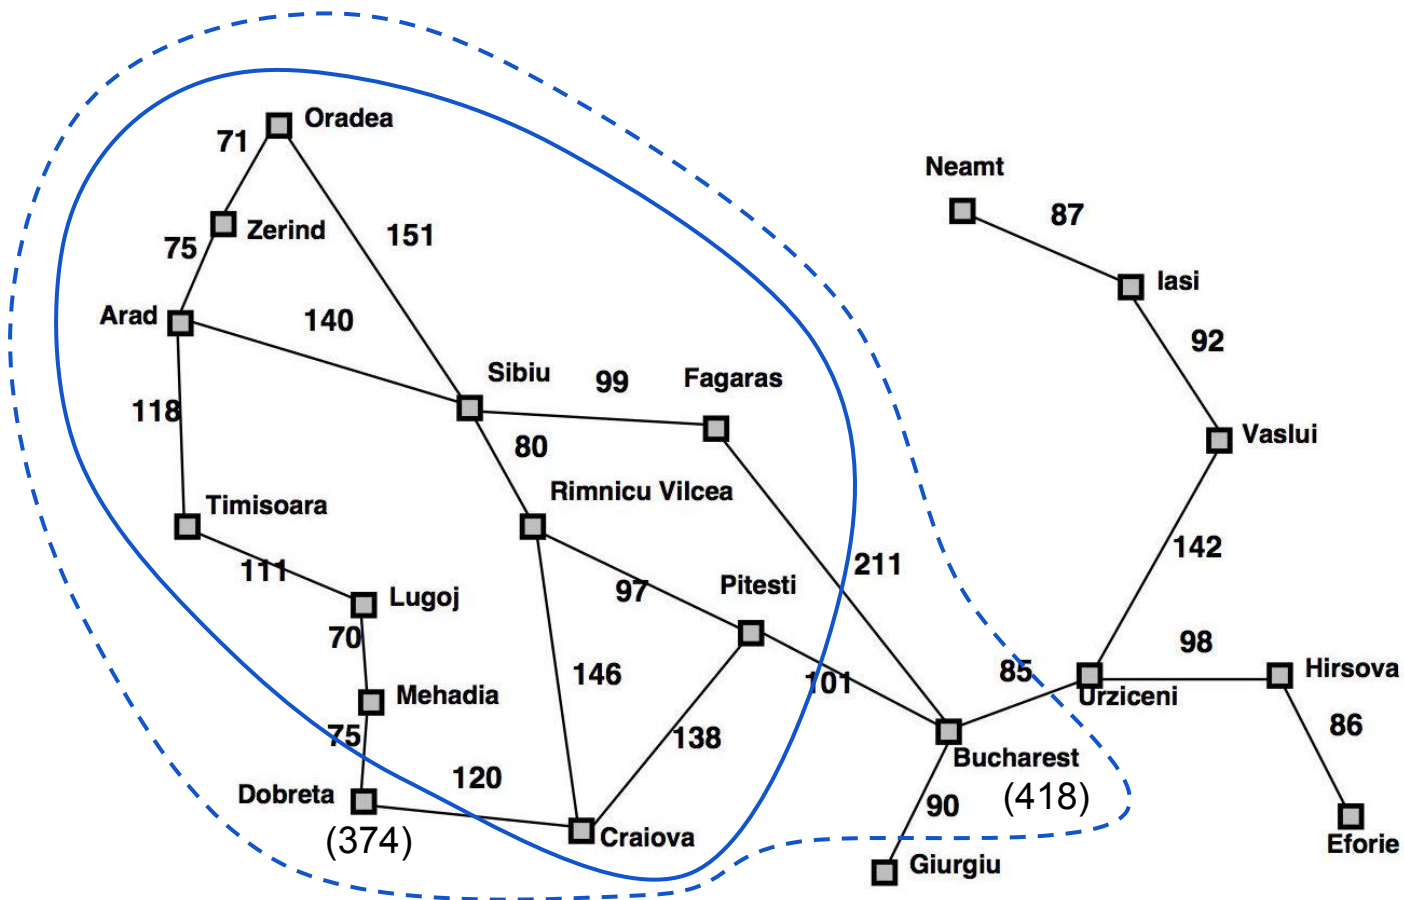 Oradea
71
Neamt
87
Zerind
75
151
Iasi
Arad
140
92
Sibiu
99
Fagaras
118
80
Vaslui
Timisoara
Rimnicu Vilcea
142
111
211
Lugoj
97
Pitesti
70
98
146
85
Hirsova
101
Urziceni
Mehadia
75
138
86
Bucharest
120
Dobreta
(418)
90
(374)
Craiova
Eforie
Giurgiu